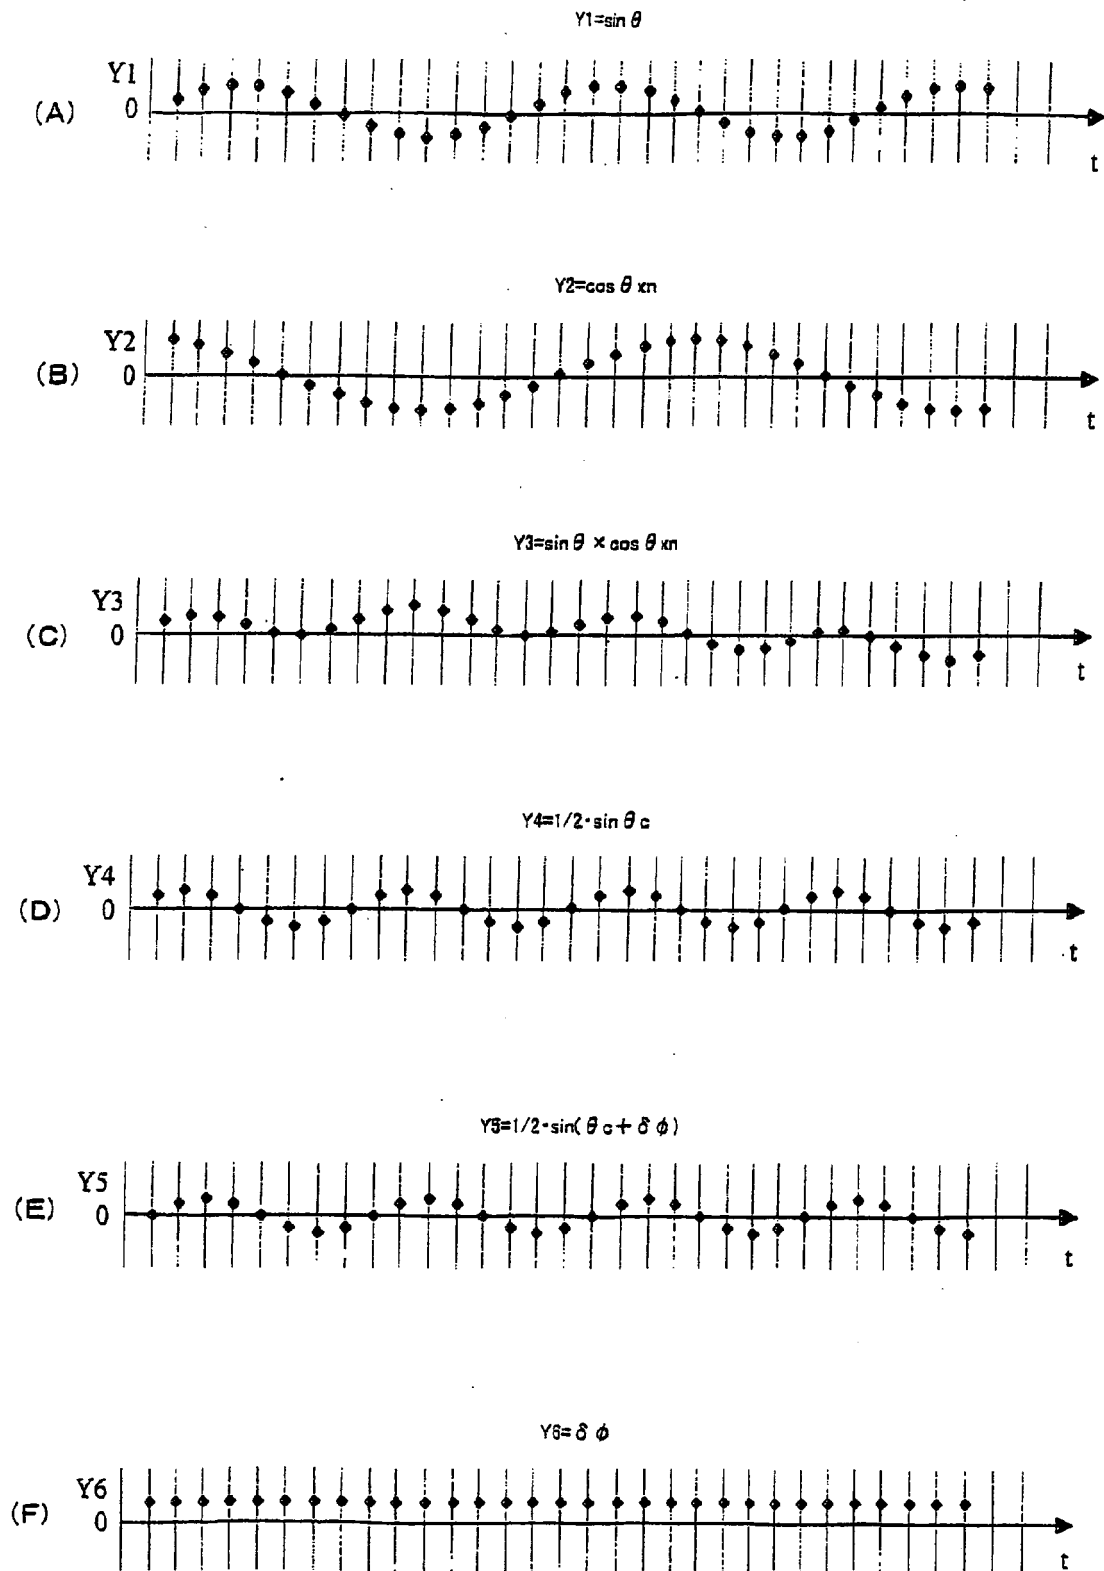 Y1=sin θ
Y1
(A)
0
t
Y2=cos θ xn
Y2
(B)
0
t
Y3=sin θ × cos θ xn
Y3
(C)
0
t
Y4=1/2·sin θ c
Y4
(D)
0
t
Y5=1/2·sin( θ c+ δ φ)
Y5
(E)
0
t
Y6= δ φ
Y6
(F)
0
t